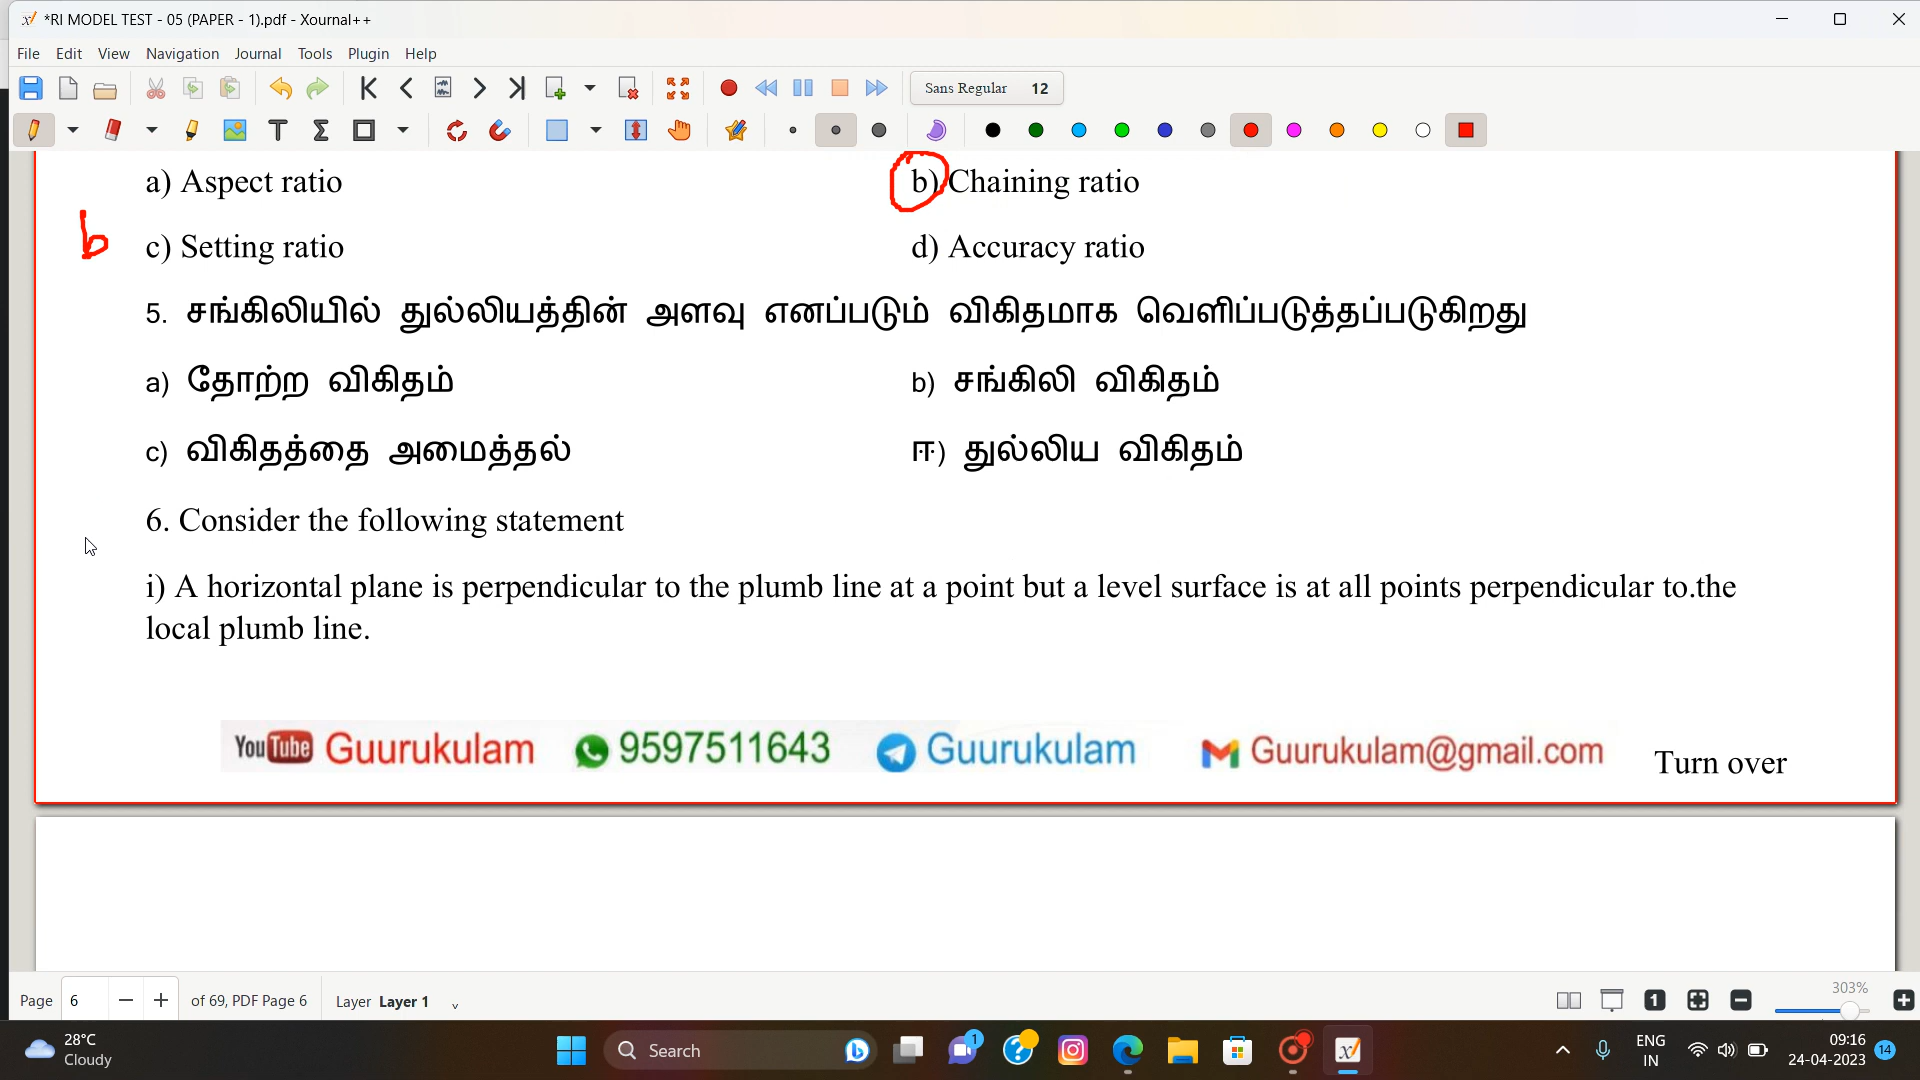 *RI MODEL TEST - 05 (PAPER - 1).pdf - Xournal++
File Edit View Navigation Journal Tools Plugin Help
Sans Regular 12
a) Aspect ratio b) Chaining ratio
b
c) Setting ratio d) Accuracy ratio
5. சங்கிலியில் துல்லியத்தின் அளவு எனப்படும் விகிதமாக வெளிப்படுத்தப்படுகிறது
a) தோற்ற விகிதம் b) சங்கிலி விகிதம்
c) விகிதத்தை அமைத்தல் ஈ) துல்லிய விகிதம்
6. Consider the following statement
i) A horizontal plane is perpendicular to the plumb line at a point but a level surface is at all points perpendicular to.the
local plumb line.
YouTube Guurukulam 9597511643 Guurukulam Guurukulam@gmail.com
Turn over
Page 6 of 69, PDF Page 6 Layer Layer 1 303%
28°C
Cloudy
Search
1
ENG
IN
09:16
24-04-2023
14